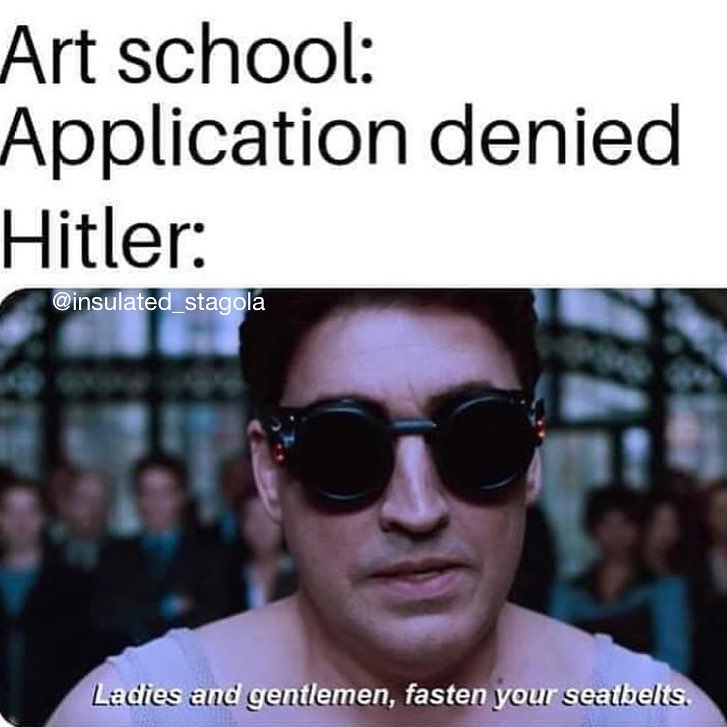 Art school:
Application denied
Hitler:
@insulated_stagola
Ladies and gentlemen, fasten your seatbelts.